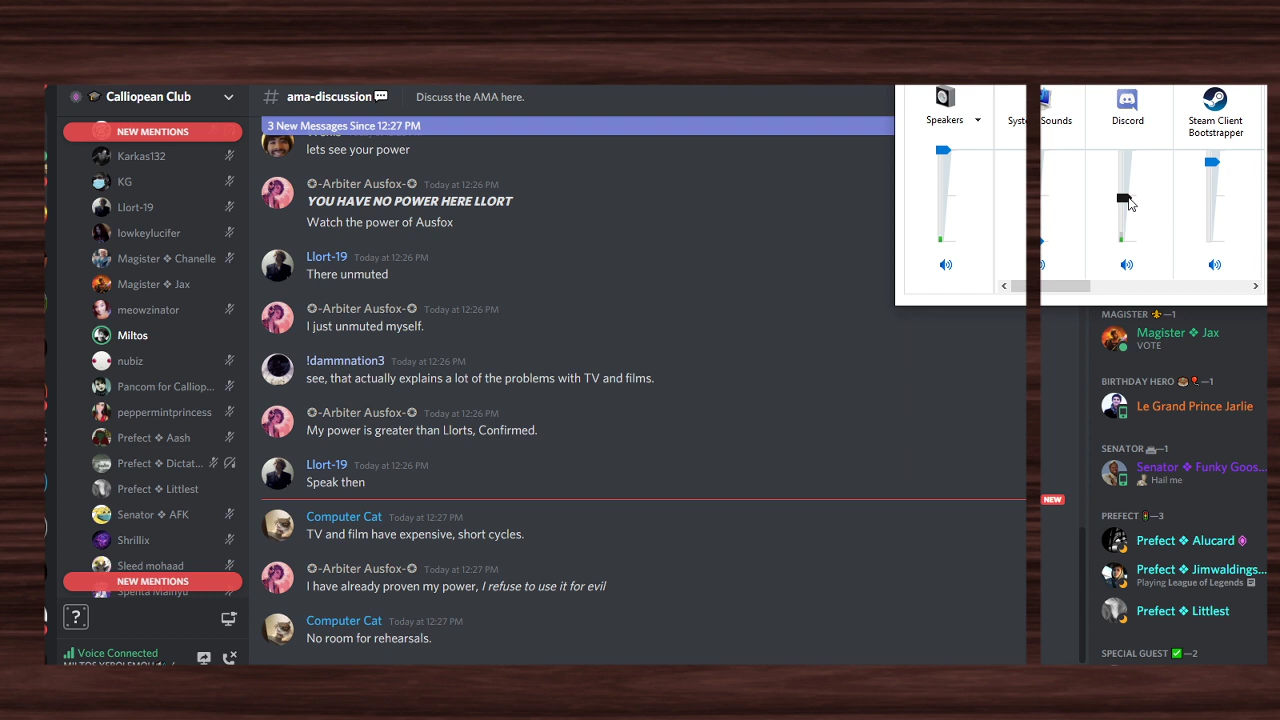 Calliopean Club
NEW MENTIONS
Karkas132
KG
Llort-19
lowkeylucifer
Magister ❖ Chanelle
Magister ❖ Jax
meowzinator
Miltos
nubiz
Pancom for Calliop...
peppermintprincess
Prefect ❖ Aash
Prefect ❖ Dictat...
Prefect ❖ Littlest
Senator ❖ AFK
Shrillix
Sleed mohaad
NEW MENTIONS
?
Voice Connected
# ama-discussion💬 Discuss the AMA here.
3 New Messages Since 12:27 PM
lets see your power
✪-Arbiter Ausfox-✪ Today at 12:26 PM
YOU HAVE NO POWER HERE LLORT
Watch the power of Ausfox
Llort-19 Today at 12:26 PM
There unmuted
✪-Arbiter Ausfox-✪ Today at 12:26 PM
I just unmuted myself.
!dammnation3 Today at 12:26 PM
see, that actually explains a lot of the problems with TV and films.
✪-Arbiter Ausfox-✪ Today at 12:26 PM
My power is greater than Llorts, Confirmed.
Llort-19 Today at 12:26 PM
Speak then
NEW
Computer Cat Today at 12:27 PM
TV and film have expensive, short cycles.
✪-Arbiter Ausfox-✪ Today at 12:27 PM
I have already proven my power, I refuse to use it for evil
Computer Cat Today at 12:27 PM
No room for rehearsals.
Speakers
Syst Sounds
Discord
Steam Client
Bootstrapper
MAGISTER ⚜—1
Magister ❖ Jax
VOTE
BIRTHDAY HERO 🎂🎈—1
Le Grand Prince Jarlie
SENATOR 🛋—1
Senator ❖ Funky Goos...
Hail me
PREFECT 🚦—3
Prefect ❖ Alucard
Prefect ❖ Jimwaldings...
Playing League of Legends
Prefect ❖ Littlest
SPECIAL GUEST ✅—2